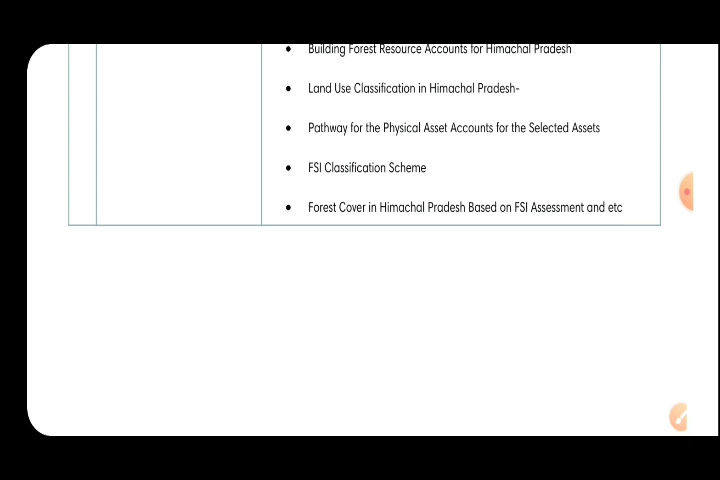 Building Forest Resource Accounts for Himachal Pradesh
Land Use Classification in Himachal Pradesh-
Pathway for the Physical Asset Accounts for the Selected Assets
FSI Classification Scheme
Forest Cover in Himachal Pradesh Based on FSI Assessment and etc